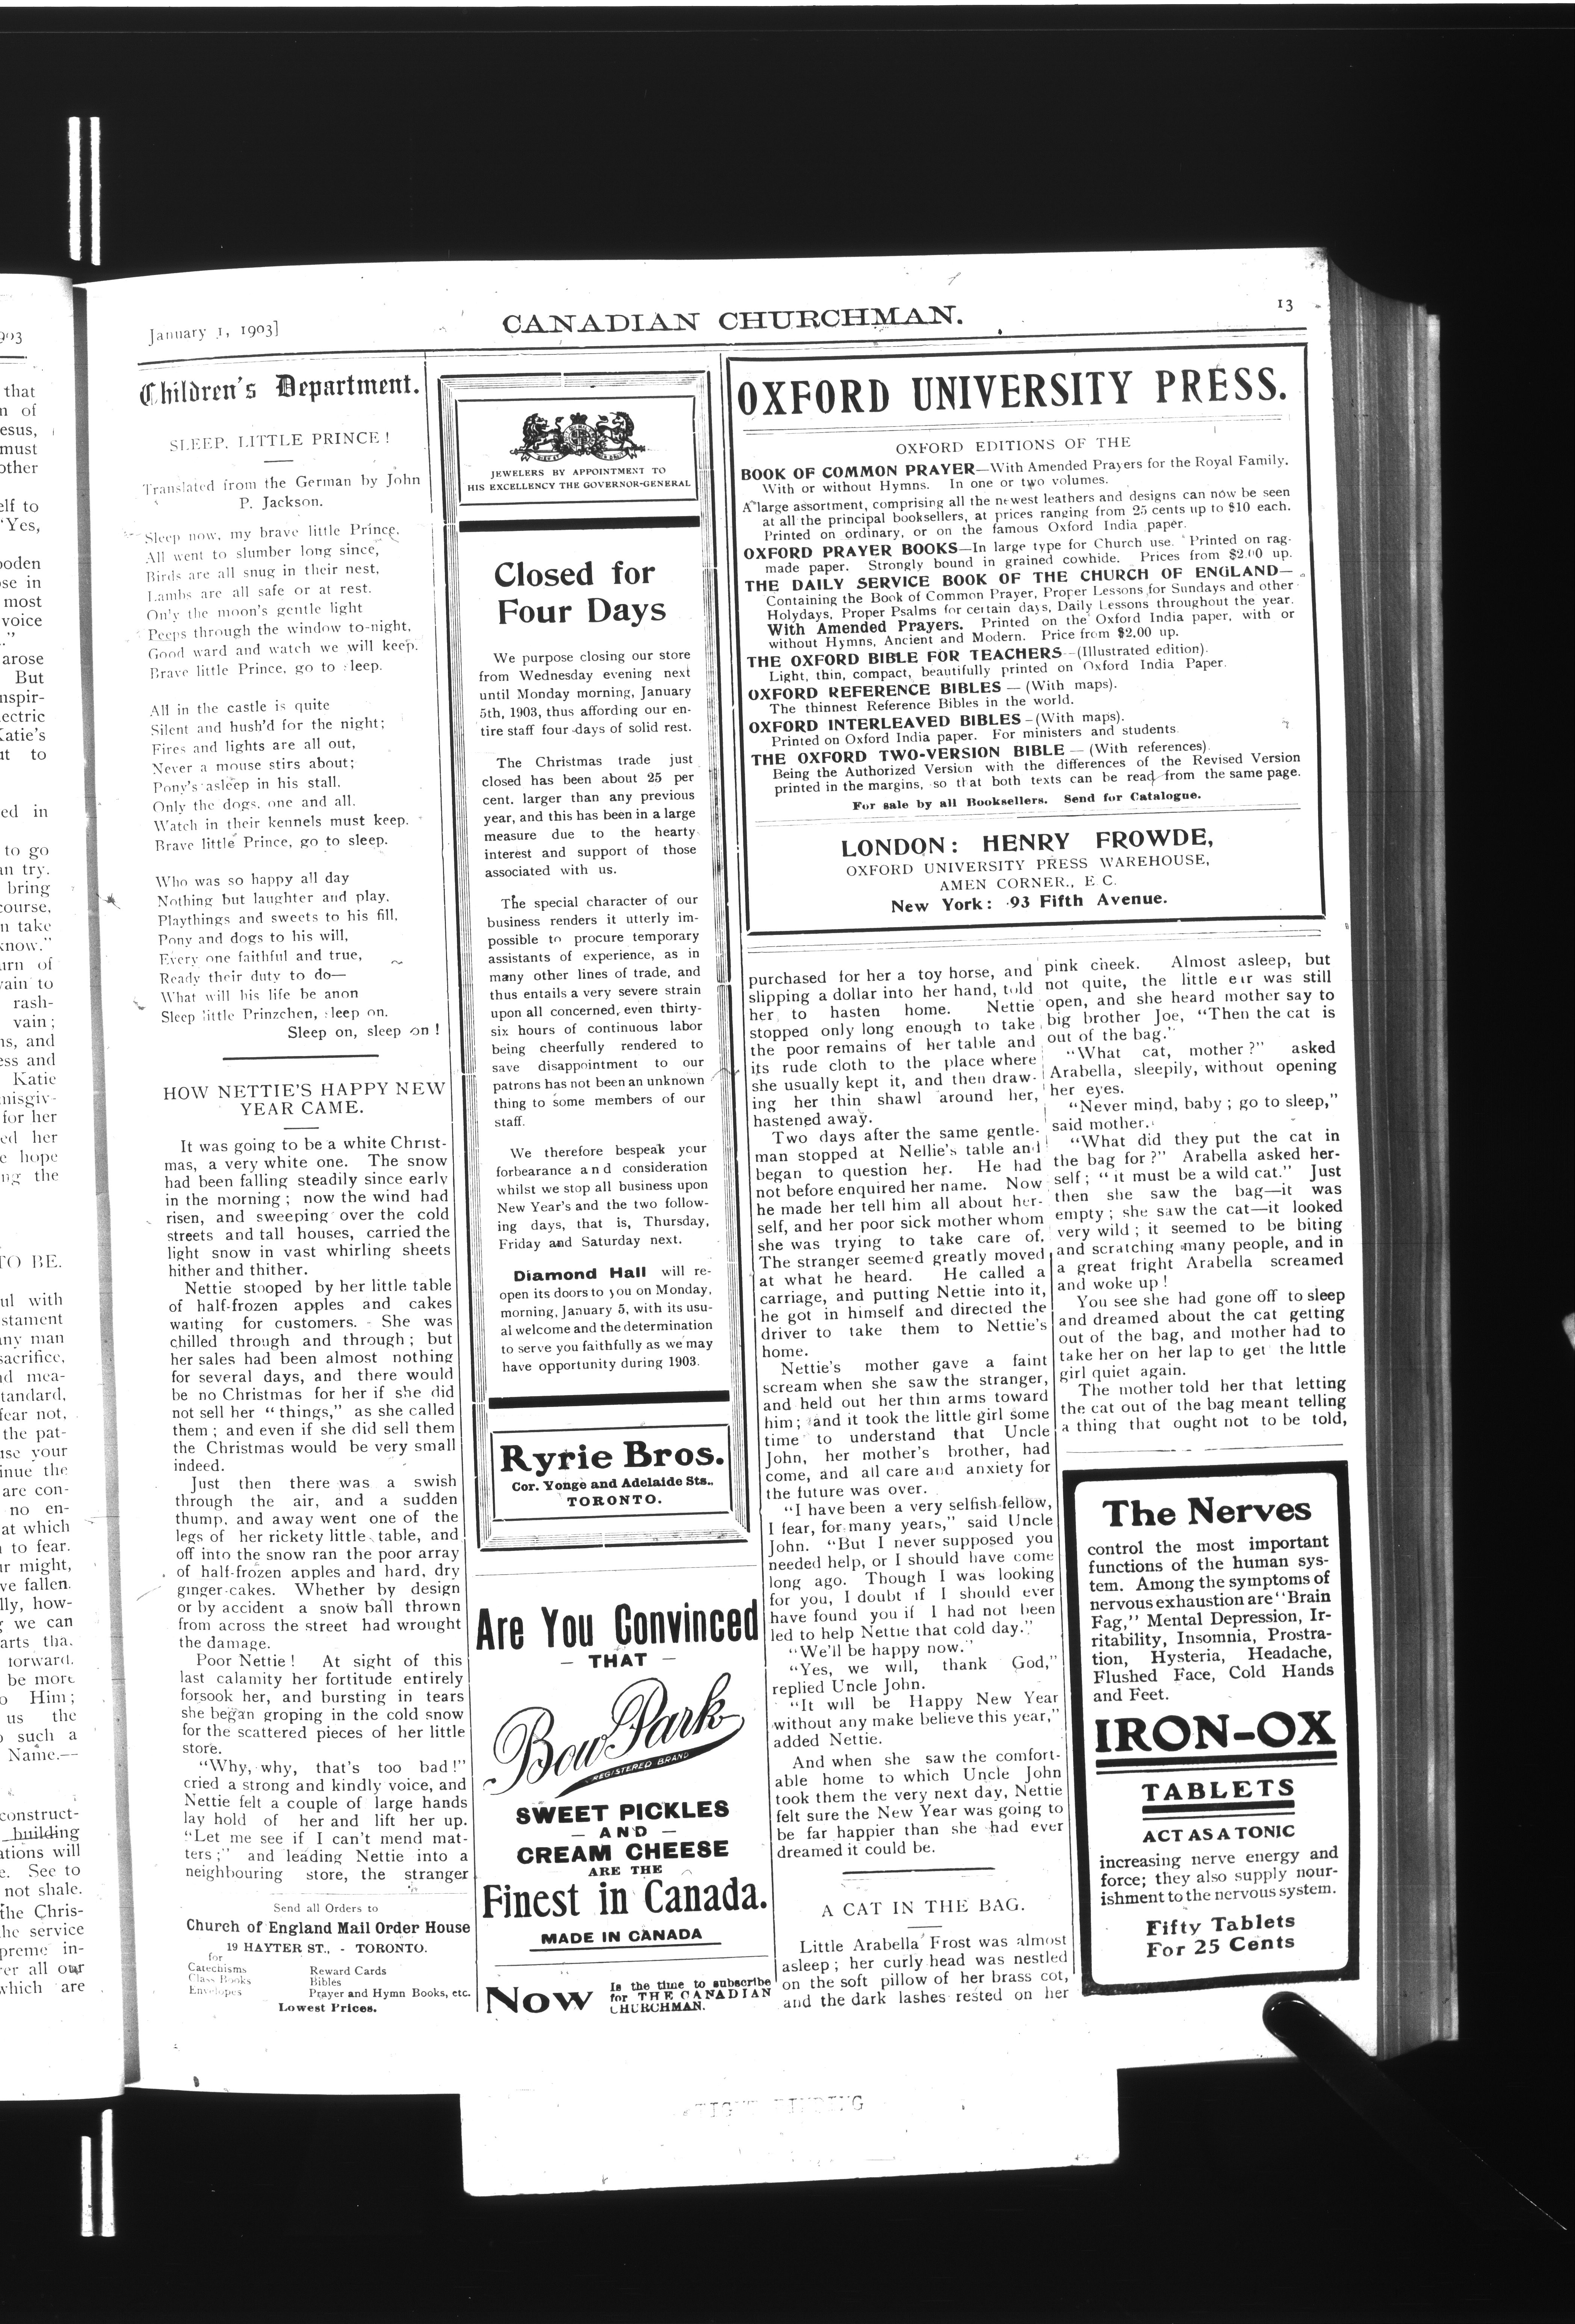 January 1, 1903]
CANADIAN CHURCHMAN.
13
Children's Department.
SLEEP, LITTLE PRINCE!
Translated from the German by John
P. Jackson.
Sleep now, my brave little Prince,
All went to slumber long since,
Birds are all snug in their nest,
Lambs are all safe or at rest.
Only the moon's gentle light
Peeps through the window to-night,
Good ward and watch we will keep.
Brave little Prince, go to sleep.
All in the castle is quite
Silent and hush'd for the night;
Fires and lights are all out,
Never a mouse stirs about;
Pony's asleep in his stall.
Only the dogs, one and all.
Watch in their kennels must keep.
Brave little Prince, go to sleep.
Who was so happy all day
Nothing but laughter and play,
Playthings and sweets to his fill,
Pony and dogs to his will,
Every one faithful and true,
Ready their duty to do—
What will his life be anon
Sleep little Prinzchen, sleep on.
Sleep on, sleep on!
HOW NETTIE'S HAPPY NEW
YEAR CAME.
It was going to be a white Christ-
mas, a very white one. The snow
had been falling steadily since early
in the morning; now the wind had
risen, and sweeping over the cold
streets and tall houses, carried the
light snow in vast whirling sheets
hither and thither.
Nettie stooped by her little table
of half-frozen apples and cakes
waiting for customers. She was
chilled through and through; but
her sales had been almost nothing
for several days, and there would
be no Christmas for her if she did
not sell her "things," as she called
them; and even if she did sell them
the Christmas would be very small
indeed.
Just then there was a swish
through the air, and a sudden
thump, and away went one of the
legs of her rickety little table, and
off into the snow ran the poor array
of half-frozen apples and hard, dry
ginger-cakes. Whether by design
or by accident a snow ball thrown
from across the street had wrought
the damage.
Poor Nettie! At sight of this
last calamity her fortitude entirely
forsook her, and bursting in tears
she began groping in the cold snow
for the scattered pieces of her little
store.
"Why, why, that's too bad!"
cried a strong and kindly voice, and
Nettie felt a couple of large hands
lay hold of her and lift her up.
"Let me see if I can't mend mat-
ters;" and leading Nettie into a
neighbouring store, the stranger
Send all Orders to
Church of England Mail Order House
19 HAYTER ST., - TORONTO.
for
Catechisms Reward Cards
Class Books Bibles
Envelopes Prayer and Hymn Books, etc.
Lowest Prices.
JEWELERS BY APPOINTMENT TO
HIS EXCELLENCY THE GOVERNOR-GENERAL
Closed for
Four Days
We purpose closing our store
from Wednesday evening next
until Monday morning, January
5th, 1903, thus affording our en-
tire staff four days of solid rest.
The Christmas trade just
closed has been about 25 per
cent. larger than any previous
year, and this has been in a large
measure due to the hearty
interest and support of those
associated with us.
The special character of our
business renders it utterly im-
possible to procure temporary
assistants of experience, as in
many other lines of trade, and
thus entails a very severe strain
upon all concerned, even thirty-
six hours of continuous labor
being cheerfully rendered to
save disappointment to our
patrons has not been an unknown
thing to some members of our
staff.
We therefore bespeak your
forbearance and consideration
whilst we stop all business upon
New Year's and the two follow-
ing days, that is, Thursday,
Friday and Saturday next.
Diamond Hall will re-
open its doors to you on Monday,
morning, January 5, with its usu-
al welcome and the determination
to serve you faithfully as we may
have opportunity during 1903.
Ryrie Bros.
Cor. Yonge and Adelaide Sts.,
TORONTO.
Are You Convinced
— THAT —
Bow Park
REGISTERED BRAND
SWEET PICKLES
— AND —
CREAM CHEESE
ARE THE
Finest in Canada.
MADE IN CANADA
Now Is the time to subscribe
for THE CANADIAN
CHURCHMAN.
OXFORD UNIVERSITY PRESS.
OXFORD EDITIONS OF THE
BOOK OF COMMON PRAYER—With Amended Prayers for the Royal Family.
With or without Hymns. In one or two volumes.
A large assortment, comprising all the newest leathers and designs can now be seen
at all the principal booksellers, at prices ranging from 25 cents up to $10 each.
Printed on ordinary, or on the famous Oxford India paper.
OXFORD PRAYER BOOKS—In large type for Church use. Printed on rag-
made paper. Strongly bound in grained cowhide. Prices from $2.00 up.
THE DAILY SERVICE BOOK OF THE CHURCH OF ENGLAND—
Containing the Book of Common Prayer, Proper Lessons for Sundays and other
Holydays, Proper Psalms for certain days, Daily Lessons throughout the year.
With Amended Prayers. Printed on the Oxford India paper, with or
without Hymns, Ancient and Modern. Price from $2.00 up.
THE OXFORD BIBLE FOR TEACHERS—(Illustrated edition).
Light, thin, compact, beautifully printed on Oxford India Paper.
OXFORD REFERENCE BIBLES — (With maps).
The thinnest Reference Bibles in the world.
OXFORD INTERLEAVED BIBLES—(With maps).
Printed on Oxford India paper. For ministers and students.
THE OXFORD TWO-VERSION BIBLE — (With references)
Being the Authorized Version with the differences of the Revised Version
printed in the margins, so that both texts can be read from the same page.
For sale by all Booksellers. Send for Catalogue.
LONDON: HENRY FROWDE,
OXFORD UNIVERSITY PRESS WAREHOUSE,
AMEN CORNER., E C.
New York: 93 Fifth Avenue.
purchased for her a toy horse, and
slipping a dollar into her hand, told
her to hasten home. Nettie
stopped only long enough to take
the poor remains of her table and
its rude cloth to the place where
she usually kept it, and then draw-
ing her thin shawl around her,
hastened away.
Two days after the same gentle-
man stopped at Nellie's table and
began to question her. He had
not before enquired her name. Now
he made her tell him all about her-
self, and her poor sick mother whom
she was trying to take care of.
The stranger seemed greatly moved
at what he heard. He called a
carriage, and putting Nettie into it,
he got in himself and directed the
driver to take them to Nettie's
home.
Nettie's mother gave a faint
scream when she saw the stranger,
and held out her thin arms toward
him; and it took the little girl some
time to understand that Uncle
John, her mother's brother, had
come, and all care and anxiety for
the future was over.
"I have been a very selfish fellow,
I fear, for many years," said Uncle
John. "But I never supposed you
needed help, or I should have come
long ago. Though I was looking
for you, I doubt if I should ever
have found you if I had not been
led to help Nettie that cold day."
"We'll be happy now."
"Yes, we will, thank God,"
replied Uncle John.
"It will be Happy New Year
without any make believe this year,"
added Nettie.
And when she saw the comfort-
able home to which Uncle John
took them the very next day, Nettie
felt sure the New Year was going to
be far happier than she had ever
dreamed it could be.
A CAT IN THE BAG.
Little Arabella Frost was almost
asleep; her curly head was nestled
on the soft pillow of her brass cot,
and the dark lashes rested on her
pink cheek. Almost asleep, but
not quite, the little ear was still
open, and she heard mother say to
big brother Joe, "Then the cat is
out of the bag."
"What cat, mother?" asked
Arabella, sleepily, without opening
her eyes.
"Never mind, baby; go to sleep,"
said mother.
"What did they put the cat in
the bag for?" Arabella asked her-
self; "it must be a wild cat." Just
then she saw the bag—it was
empty; she saw the cat—it looked
very wild; it seemed to be biting
and scratching many people, and in
a great fright Arabella screamed
and woke up!
You see she had gone off to sleep
and dreamed about the cat getting
out of the bag, and mother had to
take her on her lap to get the little
girl quiet again.
The mother told her that letting
the cat out of the bag meant telling
a thing that ought not to be told,
The Nerves
control the most important
functions of the human sys-
tem. Among the symptoms of
nervous exhaustion are "Brain
Fag," Mental Depression, Ir-
ritability, Insomnia, Prostra-
tion, Hysteria, Headache,
Flushed Face, Cold Hands
and Feet.
IRON-OX
TABLETS
ACT AS A TONIC
increasing nerve energy and
force; they also supply nour-
ishment to the nervous system.
Fifty Tablets
For 25 Cents